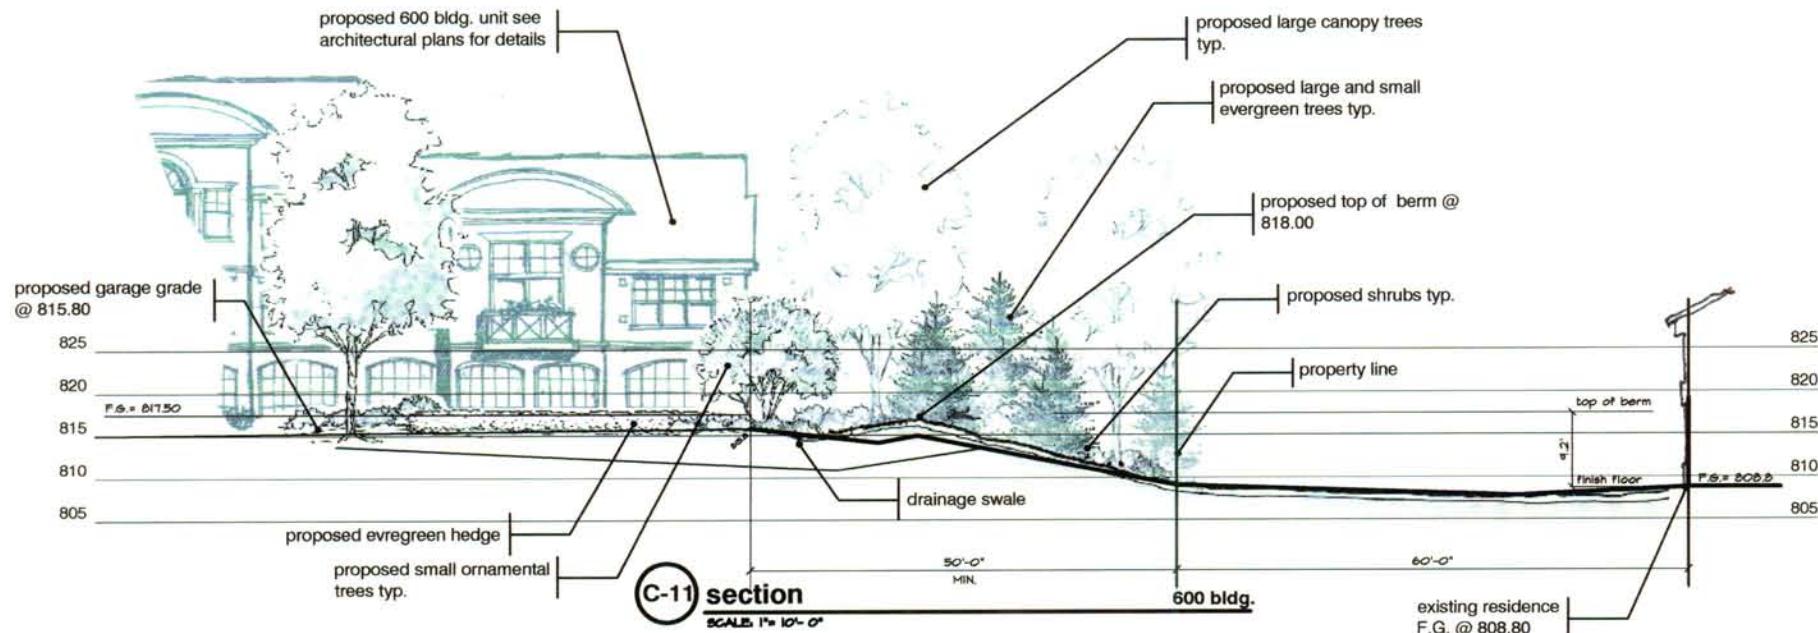 proposed 600 bldg. unit see
architectural plans for details
proposed large canopy trees
typ.
proposed large and small
evergreen trees typ.
proposed top of berm @
818.00
proposed garage grade
@ 815.80
proposed shrubs typ.
825
825
property line
820
820
F.G.= 817.50
top of berm
815
815
9.2'
810
810
finish floor
F.G.= 808.8
drainage swale
805
805
proposed evregreen hedge
50'-0"
MIN.
60'-0"
proposed small ornamental
trees typ.
C-11 section
600 bldg.
SCALE: 1"= 10'- 0"
existing residence
F.G. @ 808.80